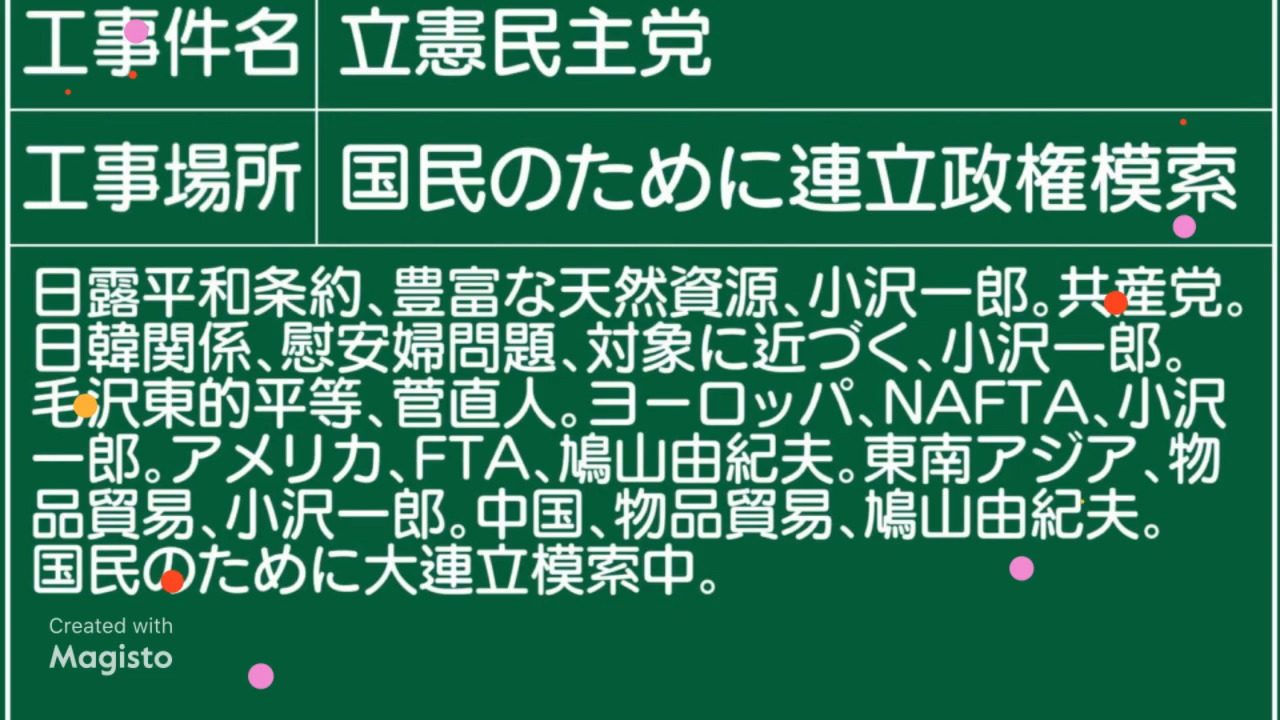 工事件名 立憲民主党
工事場所 国民のために連立政権模索
日露平和条約、豊富な天然資源、小沢一郎。共産党。
日韓関係、慰安婦問題、対象に近づく、小沢一郎。
毛沢東的平等、菅直人。ヨーロッパ、NAFTA、小沢
一郎。アメリカ、FTA、鳩山由紀夫。東南アジア、物
品貿易、小沢一郎。中国、物品貿易、鳩山由紀夫。
国民のために大連立模索中。
Created with
Magisto